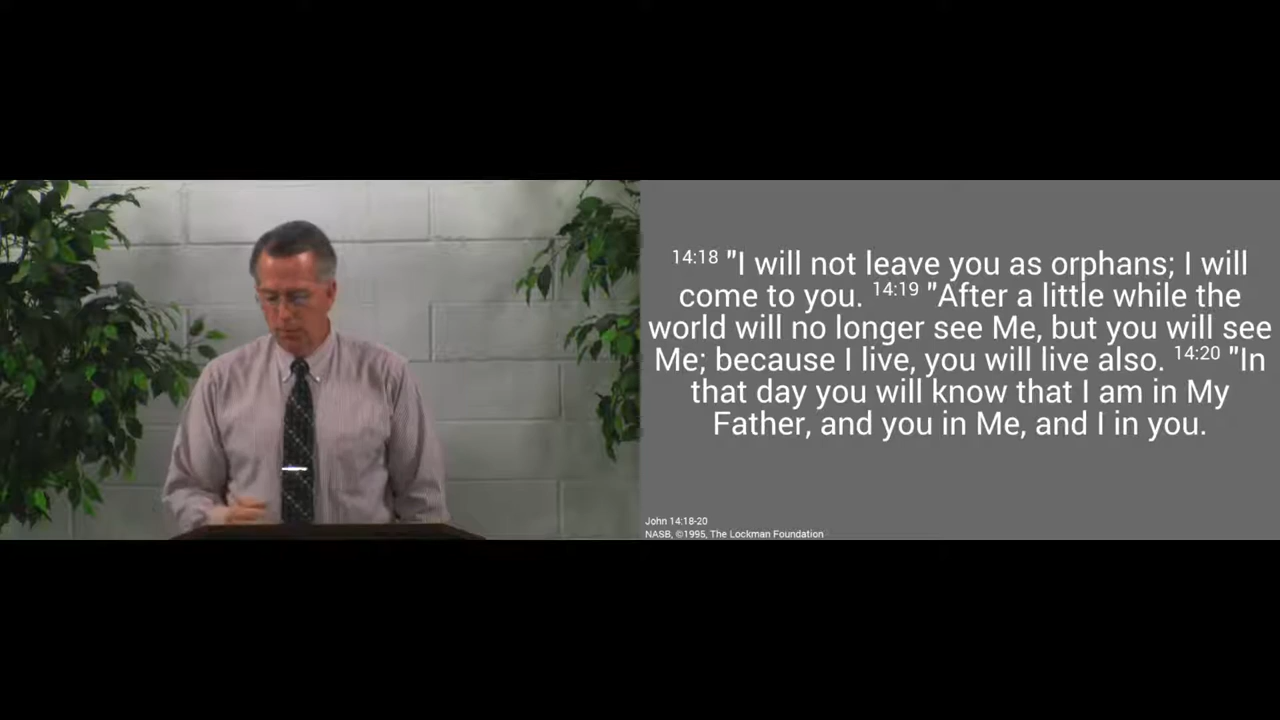 14:18 "I will not leave you as orphans; I will
come to you. 14:19 "After a little while the
world will no longer see Me, but you will see
Me; because I live, you will live also. 14:20 "In
that day you will know that I am in My
Father, and you in Me, and I in you.
John 14:18-20
NASB, ©1995, The Lockman Foundation